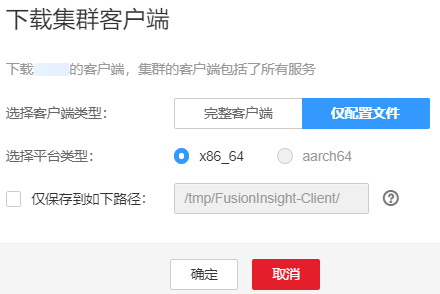 下载集群客户端
下载的客户端，集群的客户端包括了所有服务
选择客户端类型： 完整客户端 仅配置文件
选择平台类型： x86_64 aarch64
仅保存到如下路径： /tmp/FusionInsight-Client/ ?
确定 取消